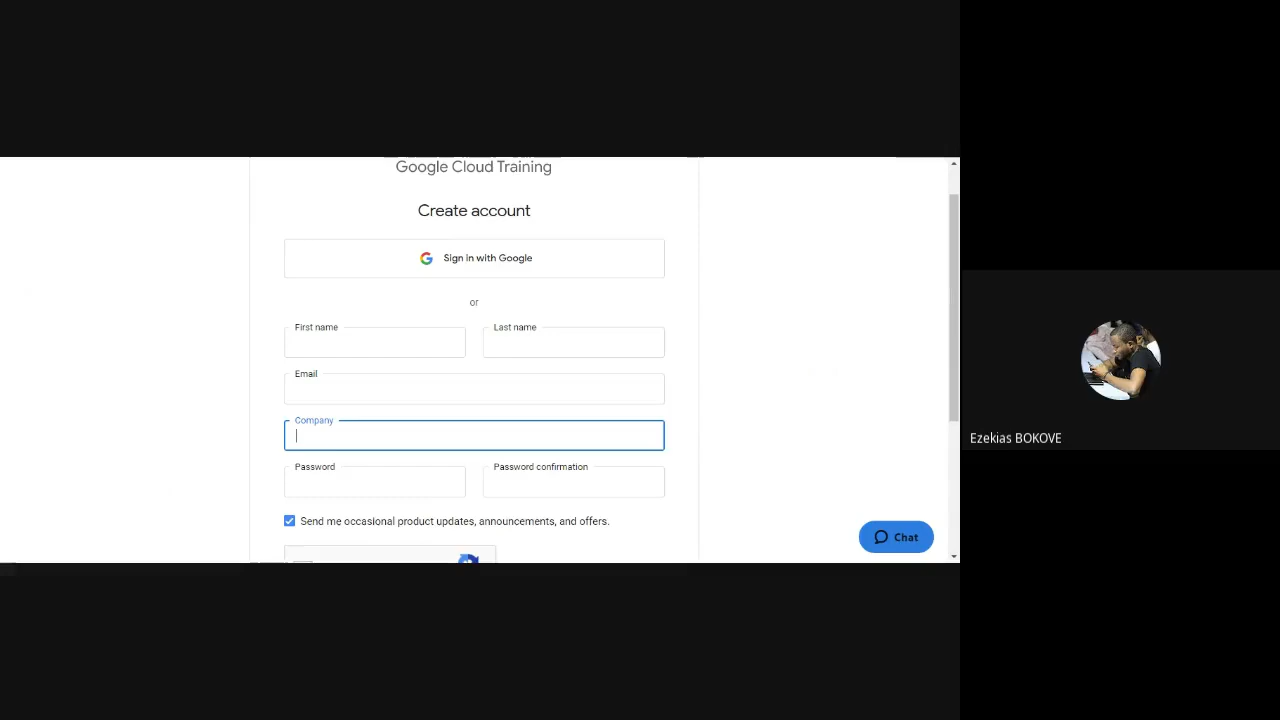 Google Cloud Training
Create account
Sign in with Google
or
First name
Last name
Email
Company
Password
Password confirmation
Send me occasional product updates, announcements, and offers.
Chat
Ezekias BOKOVE